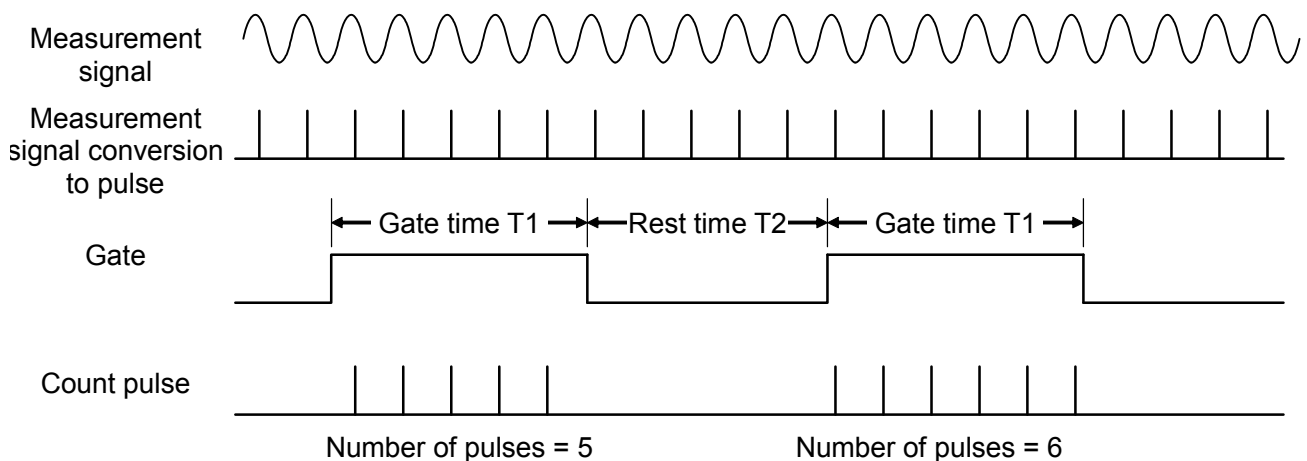 Measurement
signal
Measurement
signal conversion
to pulse
Gate time T1
Rest time T2
Gate time T1
Gate
Count pulse
Number of pulses = 5
Number of pulses = 6